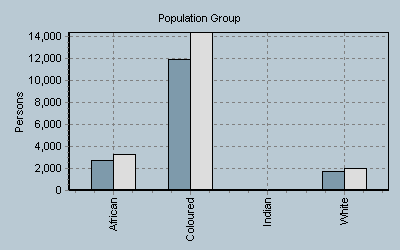 Population Group
14,000
12,000
10,000
8,000
6,000
4,000
2,000
0
Persons
African
Coloured
Indian
White